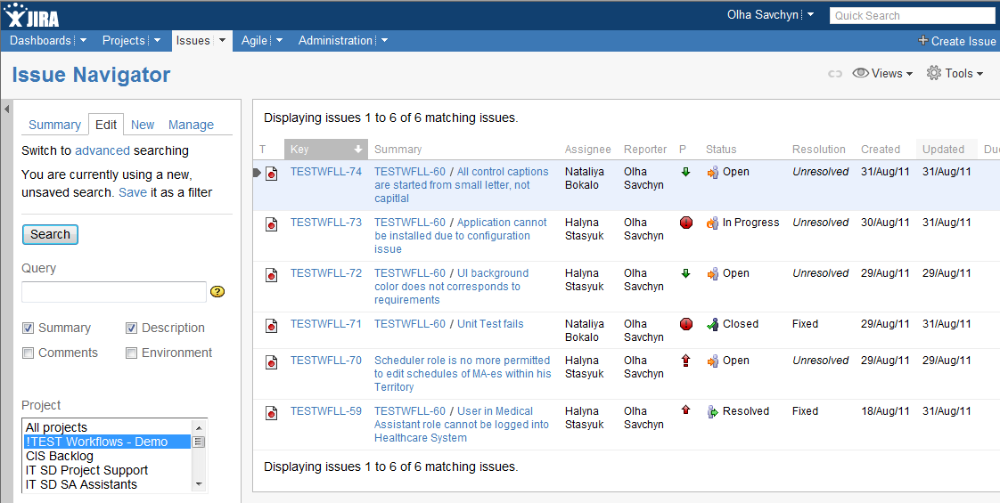 JIRA
Olha Savchyn
Quick Search
Dashboards Projects Issues Agile Administration
Create Issue
Issue Navigator
Views Tools
Summary Edit New Manage
Switch to advanced searching
You are currently using a new,
unsaved search. Save it as a filter
Search
Query
?
Summary Description
Comments Environment
Project
All projects
!TEST Workflows - Demo
CIS Backlog
IT SD Project Support
IT SD SA Assistants
Displaying issues 1 to 6 of 6 matching issues.
T Key Summary Assignee Reporter P Status Resolution Created Updated Du
TESTWFLL-74 TESTWFLL-60 / All control captions Nataliya Olha Open Unresolved 31/Aug/11 31/Aug/11
are started from small letter, not Bokalo Savchyn
capitlal
TESTWFLL-73 TESTWFLL-60 / Application cannot Halyna Olha In Progress Unresolved 30/Aug/11 31/Aug/11
be installed due to configuration Stasyuk Savchyn
issue
TESTWFLL-72 TESTWFLL-60 / UI background Halyna Olha Open Unresolved 29/Aug/11 29/Aug/11
color does not corresponds to Stasyuk Savchyn
requirements
TESTWFLL-71 TESTWFLL-60 / Unit Test fails Nataliya Olha Closed Fixed 29/Aug/11 31/Aug/11
Bokalo Savchyn
TESTWFLL-70 Scheduler role is no more permitted Halyna Olha Open Unresolved 29/Aug/11 29/Aug/11
to edit schedules of MA-es within his Stasyuk Savchyn
Territory
TESTWFLL-59 TESTWFLL-60 / User in Medical Halyna Olha Resolved Fixed 18/Aug/11 31/Aug/11
Assistant role cannot be logged into Stasyuk Savchyn
Healthcare System
Displaying issues 1 to 6 of 6 matching issues.